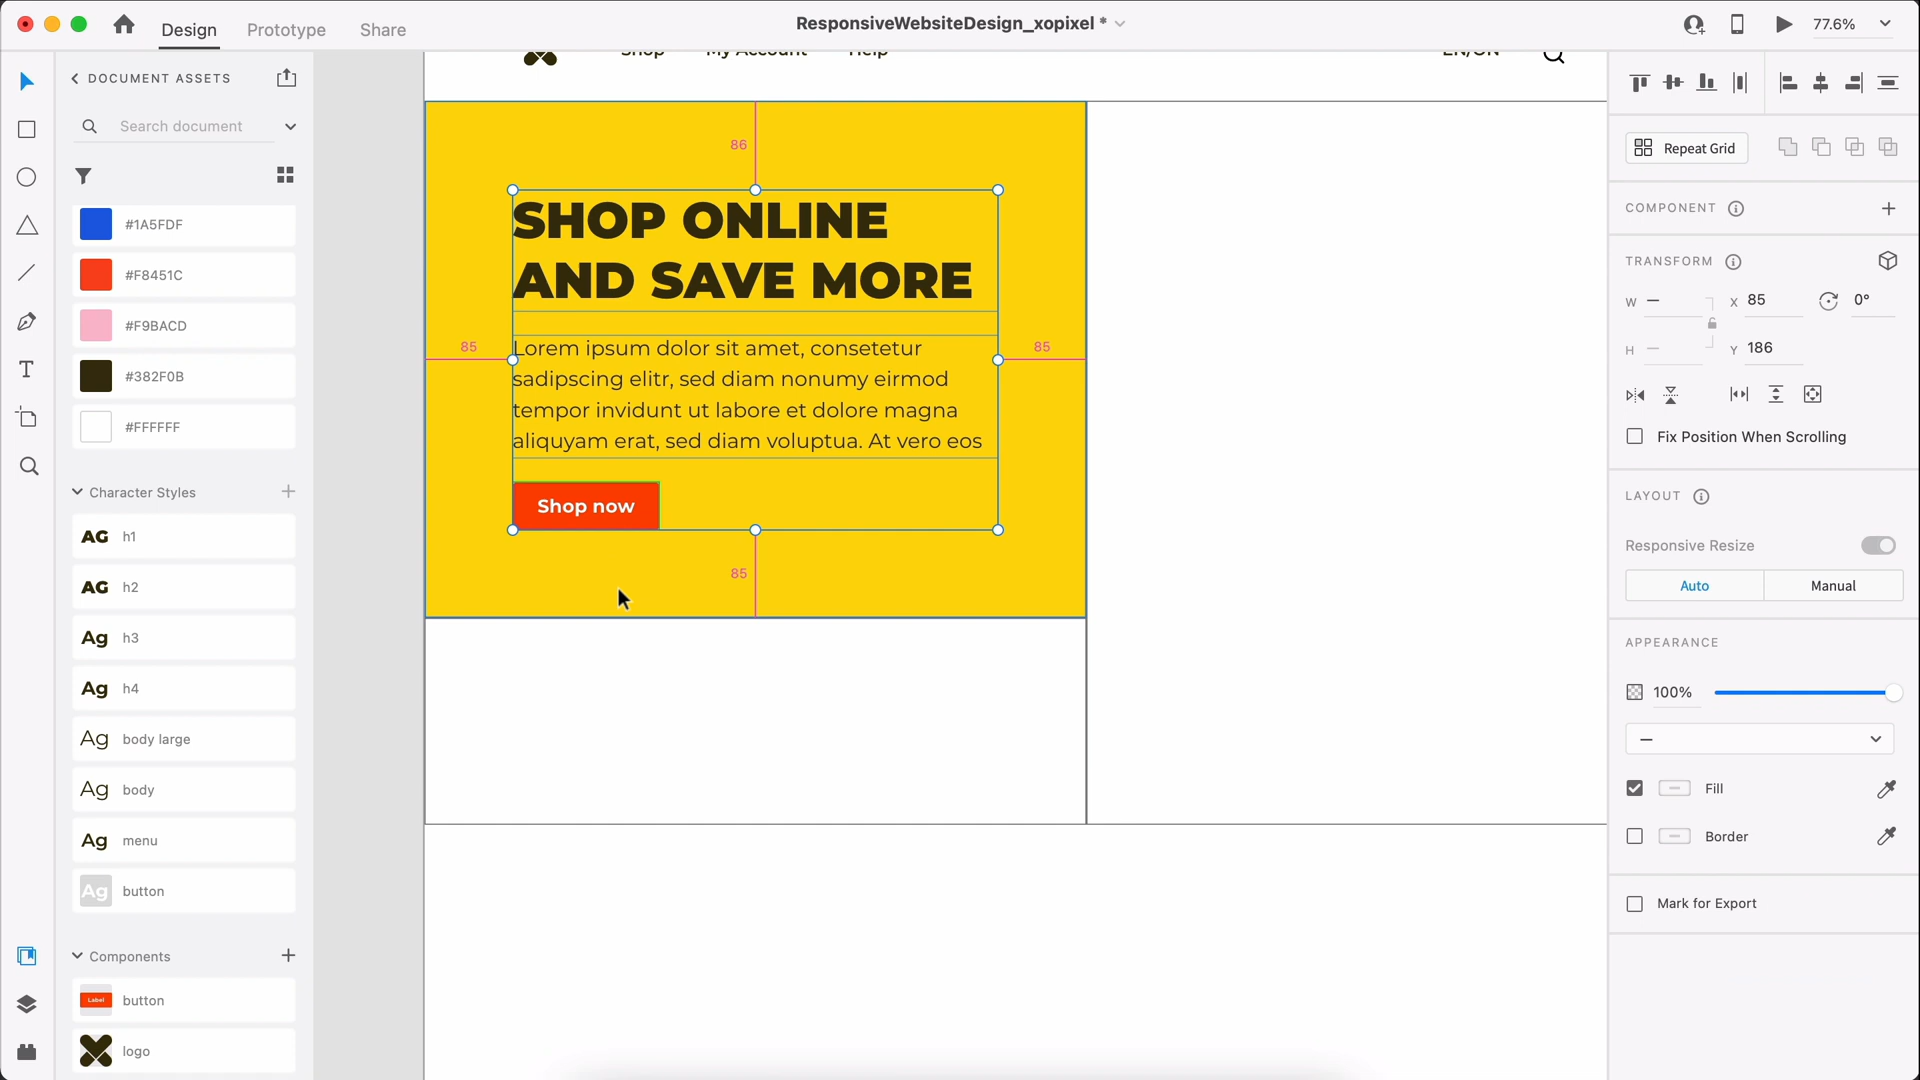 Design
Prototype
Share
ResponsiveWebsiteDesign_xopixel *
77.6%
DOCUMENT ASSETS
Search document
#1A5FDF
#F8451C
#F9BACD
#382F0B
#FFFFFF
Character Styles
AG h1
AG h2
Ag h3
Ag h4
Ag body large
Ag body
Ag menu
Ag button
Components
Label button
logo
Shop My Account Help
EN/ON
86
SHOP ONLINE
AND SAVE MORE
85
85
Lorem ipsum dolor sit amet, consetetur
sadipscing elitr, sed diam nonumy eirmod
tempor invidunt ut labore et dolore magna
aliquyam erat, sed diam voluptua. At vero eos
Shop now
85
Repeat Grid
COMPONENT
TRANSFORM
W – X 85 0°
H – Y 186
Fix Position When Scrolling
LAYOUT
Responsive Resize
Auto Manual
APPEARANCE
100%
–
Fill
Border
Mark for Export